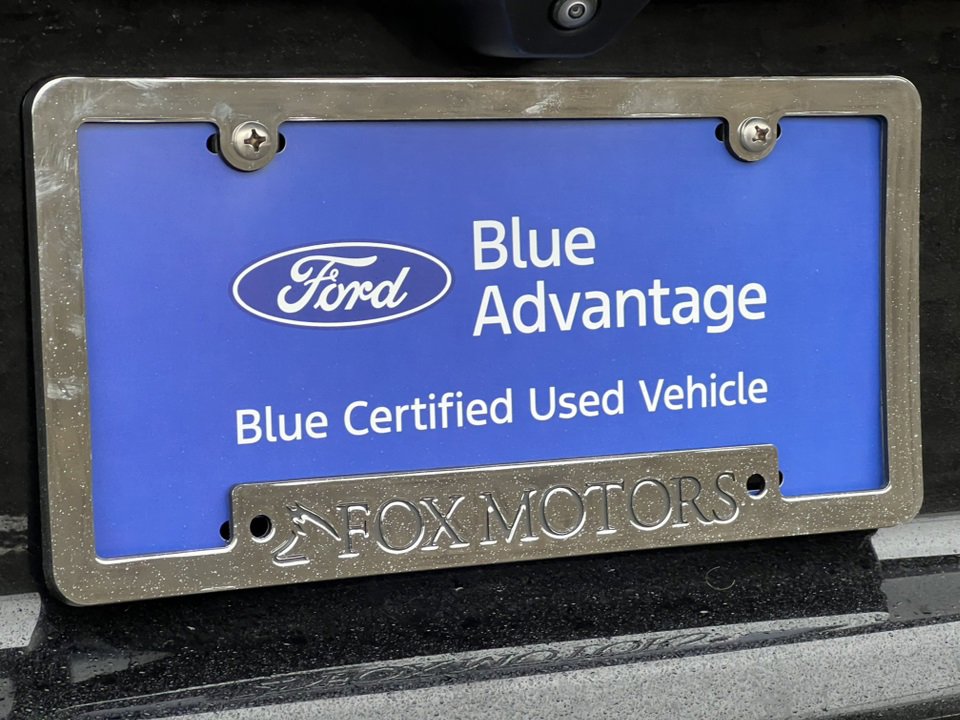 Ford
Blue
Advantage
Blue Certified Used Vehicle
FOX MOTORS